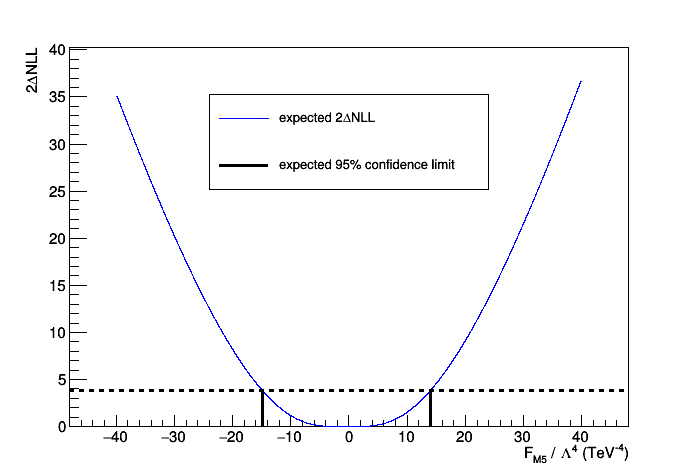 2ΔNLL
40
35
30
25
20
15
10
5
0
expected 2ΔNLL
expected 95% confidence limit
−40 −30 −20 −10 0 10 20 30 40
F_M5 / Λ^4 (TeV^-4)